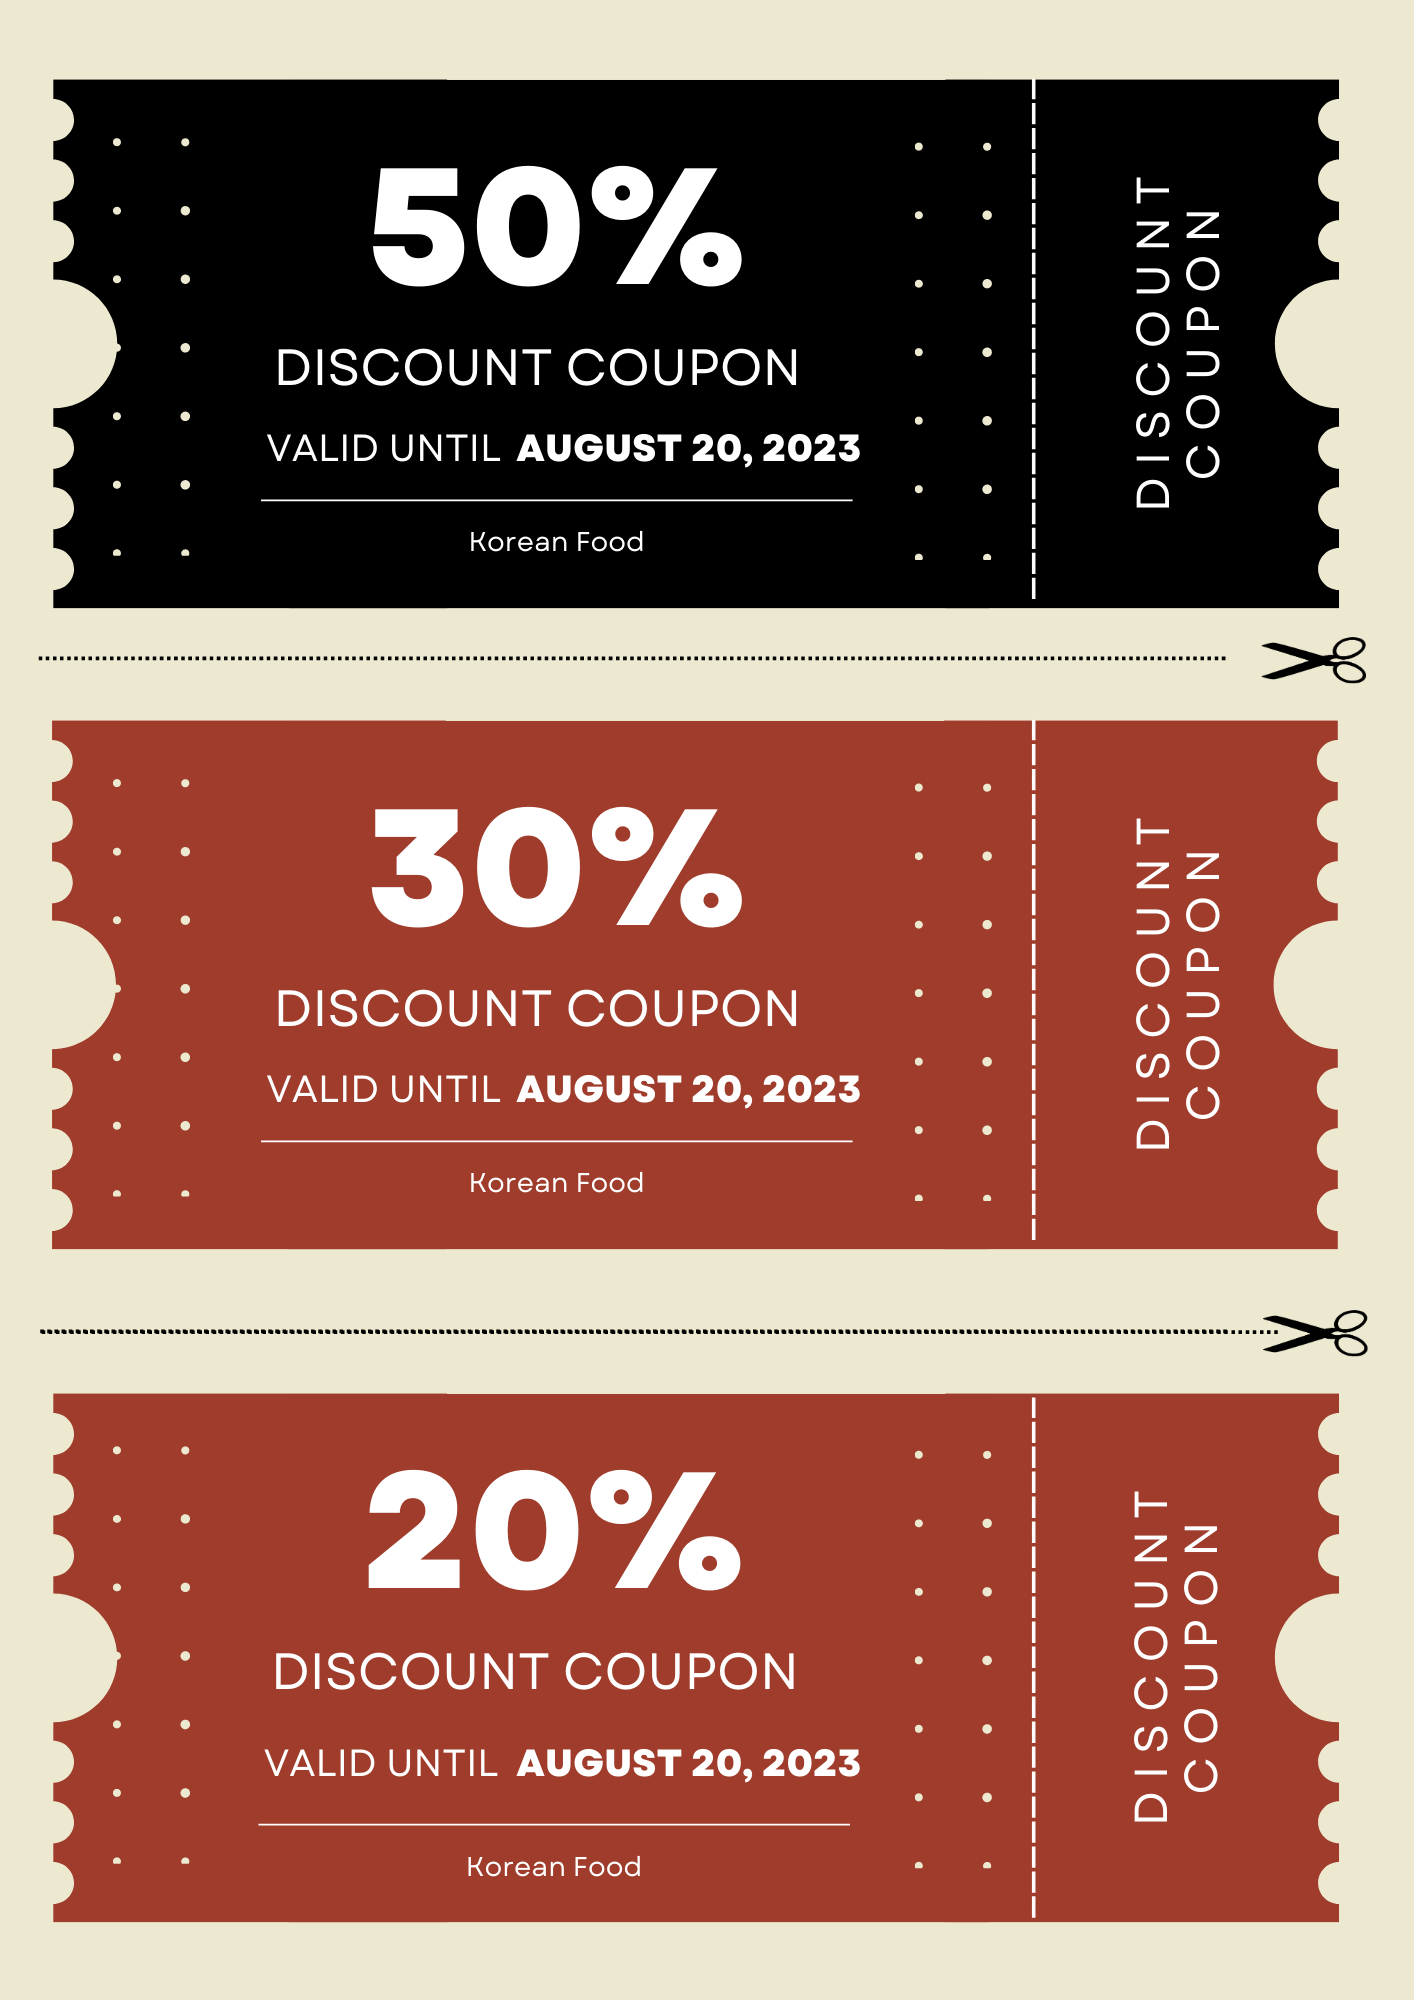 50%
DISCOUNT COUPON
VALID UNTIL AUGUST 20, 2023
Korean Food
DISCOUNT
COUPON
30%
DISCOUNT COUPON
VALID UNTIL AUGUST 20, 2023
Korean Food
DISCOUNT
COUPON
20%
DISCOUNT COUPON
VALID UNTIL AUGUST 20, 2023
Korean Food
DISCOUNT
COUPON